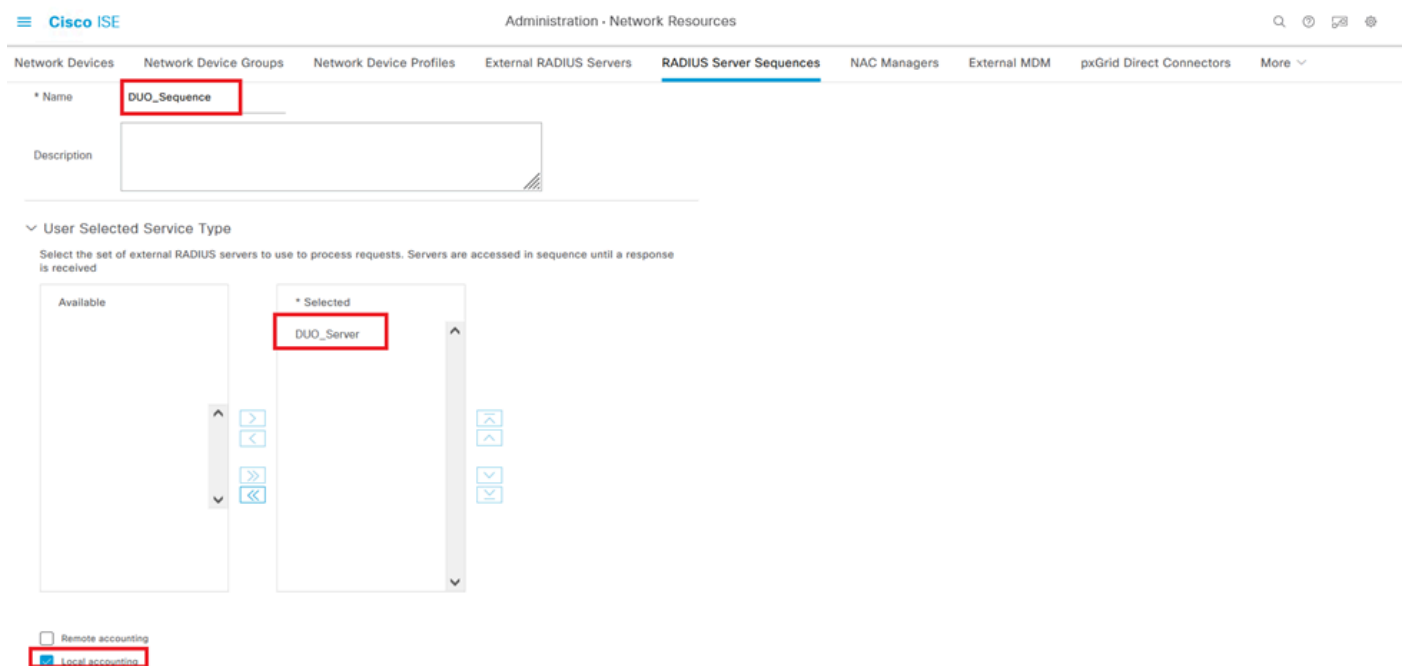 Cisco ISE
Administration · Network Resources
Network Devices Network Device Groups Network Device Profiles External RADIUS Servers RADIUS Server Sequences NAC Managers External MDM pxGrid Direct Connectors More
* Name DUO_Sequence
Description
User Selected Service Type
Select the set of external RADIUS servers to use to process requests. Servers are accessed in sequence until a response
is received
Available * Selected
DUO_Server
Remote accounting
Local accounting